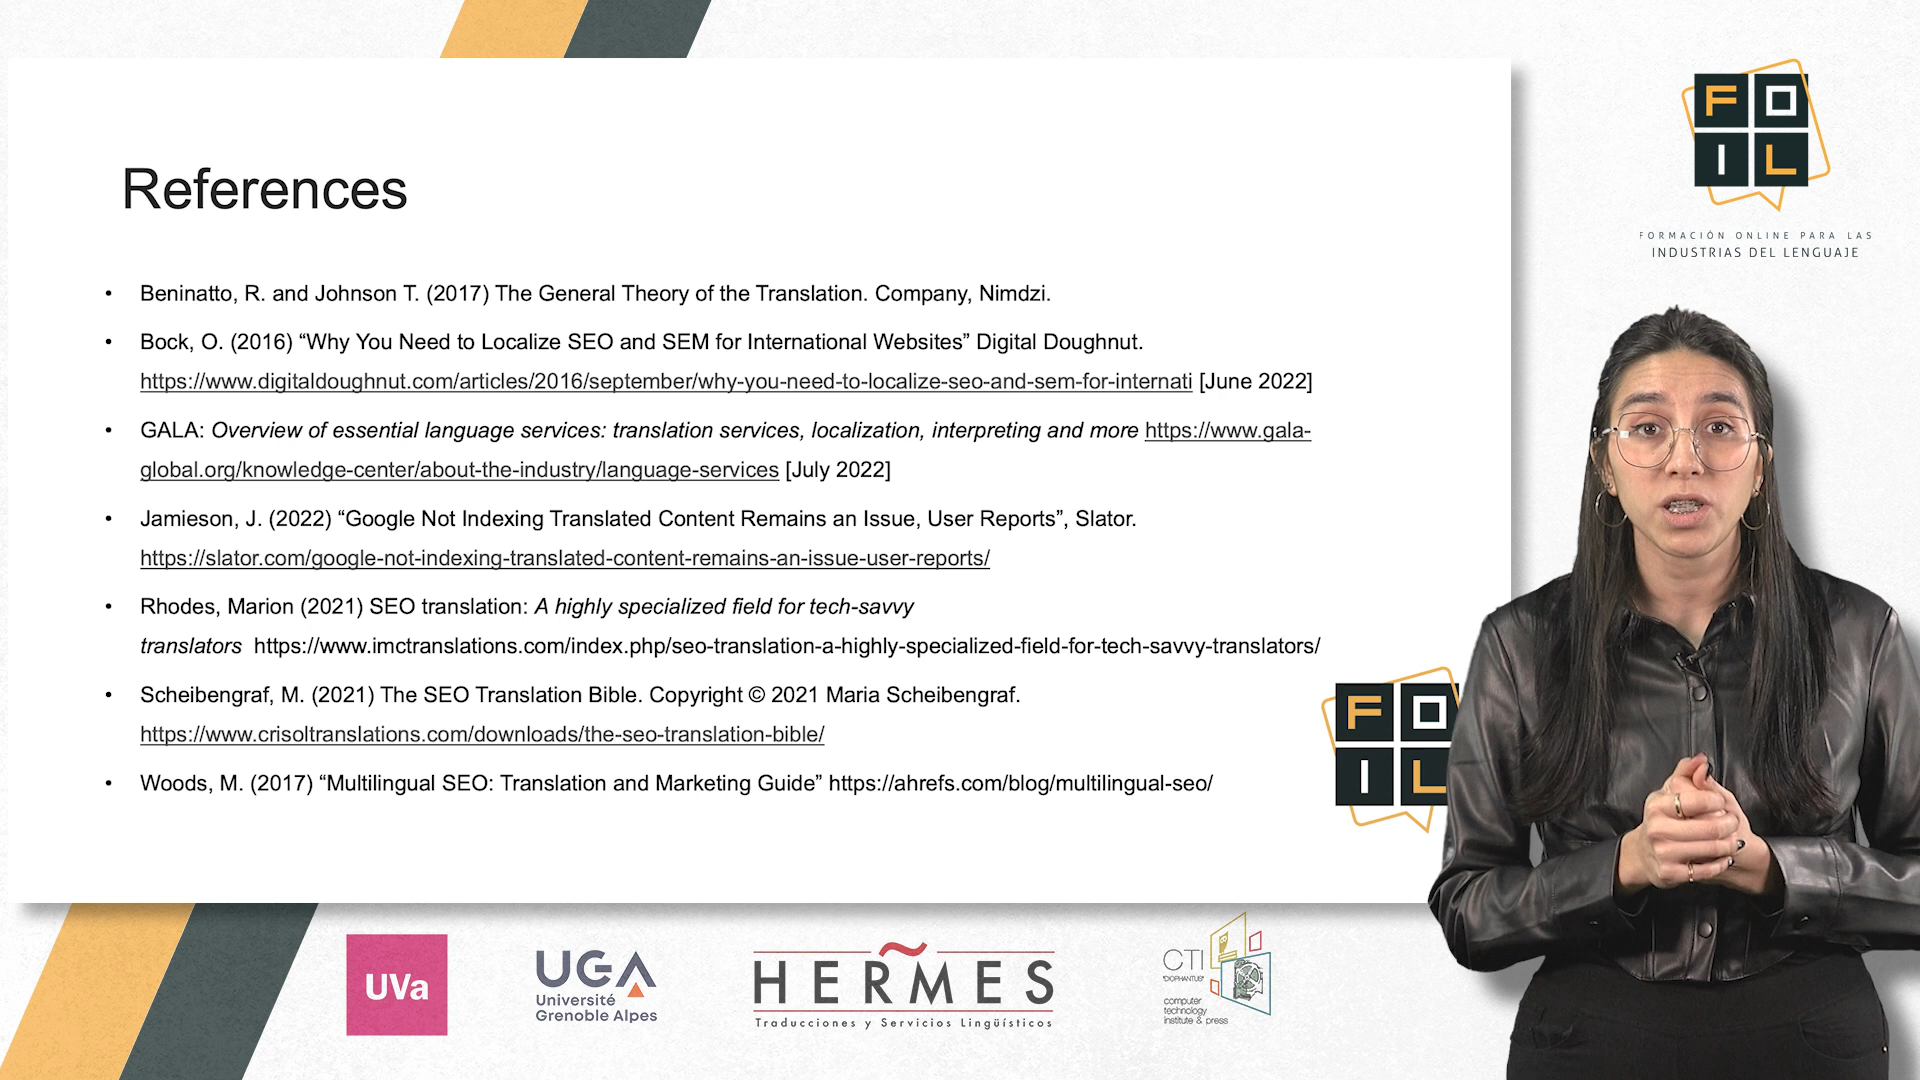 References
• Beninatto, R. and Johnson T. (2017) The General Theory of the Translation. Company, Nimdzi.
• Bock, O. (2016) “Why You Need to Localize SEO and SEM for International Websites” Digital Doughnut.
https://www.digitaldoughnut.com/articles/2016/september/why-you-need-to-localize-seo-and-sem-for-internati [June 2022]
• GALA: Overview of essential language services: translation services, localization, interpreting and more https://www.gala-
global.org/knowledge-center/about-the-industry/language-services [July 2022]
• Jamieson, J. (2022) “Google Not Indexing Translated Content Remains an Issue, User Reports”, Slator.
https://slator.com/google-not-indexing-translated-content-remains-an-issue-user-reports/
• Rhodes, Marion (2021) SEO translation: A highly specialized field for tech-savvy
translators https://www.imctranslations.com/index.php/seo-translation-a-highly-specialized-field-for-tech-savvy-translators/
• Scheibengraf, M. (2021) The SEO Translation Bible. Copyright © 2021 Maria Scheibengraf.
https://www.crisoltranslations.com/downloads/the-seo-translation-bible/
• Woods, M. (2017) “Multilingual SEO: Translation and Marketing Guide” https://ahrefs.com/blog/multilingual-seo/
FO
IL
FO
IL
FORMACIÓN ONLINE PARA LAS
INDUSTRIAS DEL LENGUAJE
UVa
UGA
Université
Grenoble Alpes
HERMES
Traducciones y Servicios Lingüísticos
CTI
"DIOPHANTUS"
computer
technology
institute & press